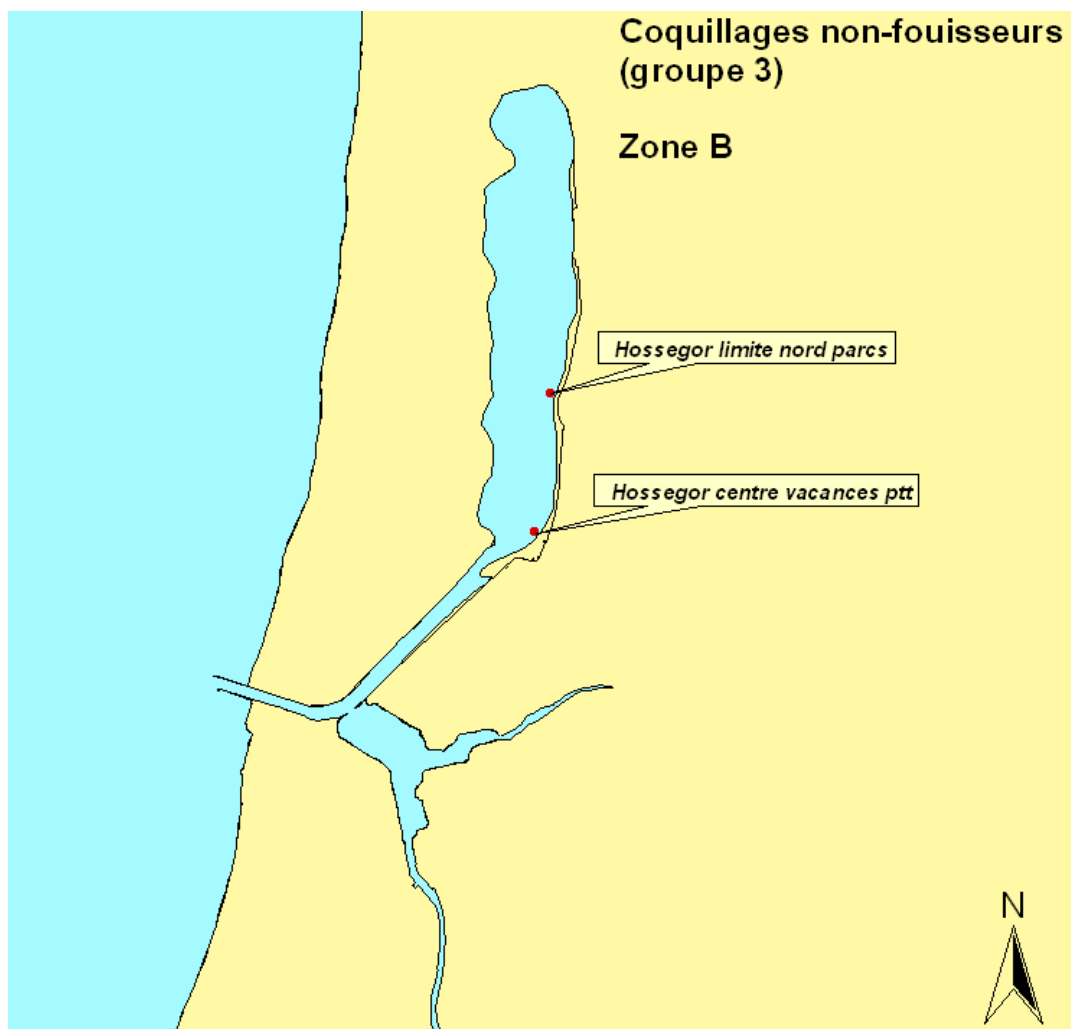 Coquillages non-fouisseurs
(groupe 3)
Zone B
Hossegor limite nord parcs
Hossegor centre vacances ptt
N